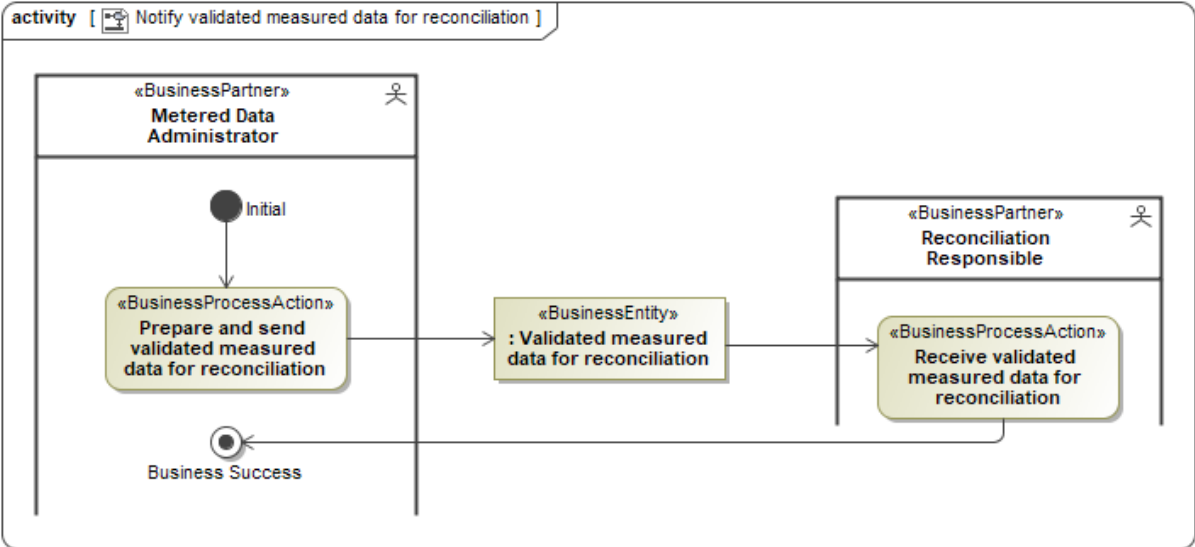 activity [ Notify validated measured data for reconciliation ]
«BusinessPartner»
Metered Data
Administrator
Initial
«BusinessPartner»
Reconciliation
Responsible
«BusinessProcessAction»
Prepare and send
validated measured
data for reconciliation
«BusinessEntity»
: Validated measured
data for reconciliation
«BusinessProcessAction»
Receive validated
measured data for
reconciliation
Business Success